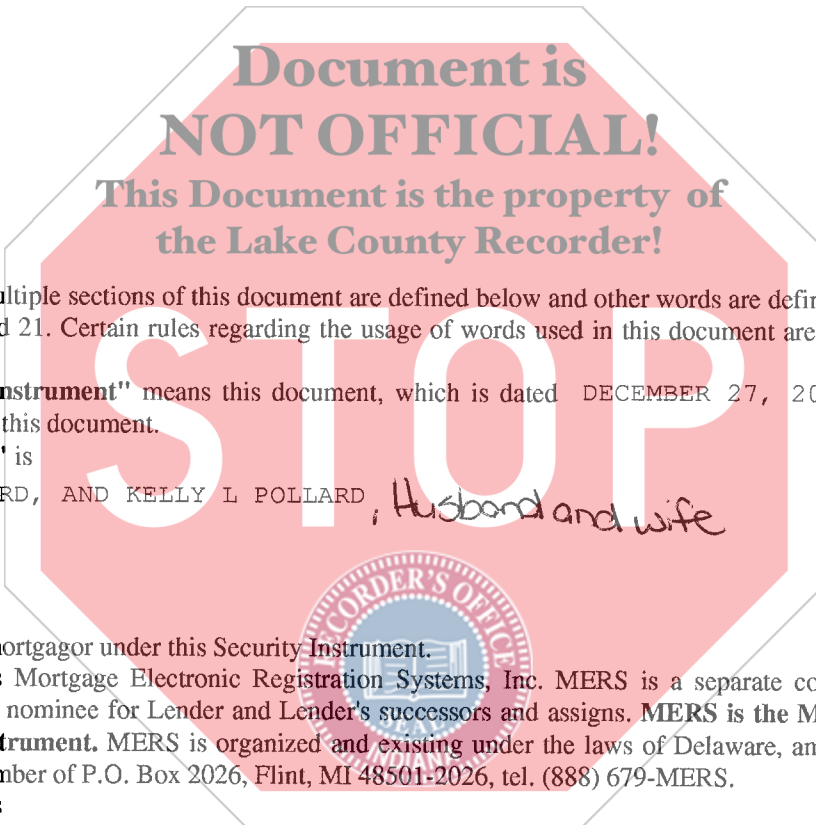 Document is
NOT OFFICIAL!
This Document is the property of
the Lake County Recorder!
ultiple sections of this document are defined below and other words are defin
d 21. Certain rules regarding the usage of words used in this document are
nstrument" means this document, which is dated DECEMBER 27, 20
this document.
" is
RD, AND KELLY L POLLARD, Husband and wife
STOP
RECORDER'S OFFICE
nortgagor under this Security Instrument.
s Mortgage Electronic Registration Systems, Inc. MERS is a separate co
nominee for Lender and Lender's successors and assigns. MERS is the M
trument. MERS is organized and existing under the laws of Delaware, an
mber of P.O. Box 2026, Flint, MI 48501-2026, tel. (888) 679-MERS.
s
SEAL
INDIANA